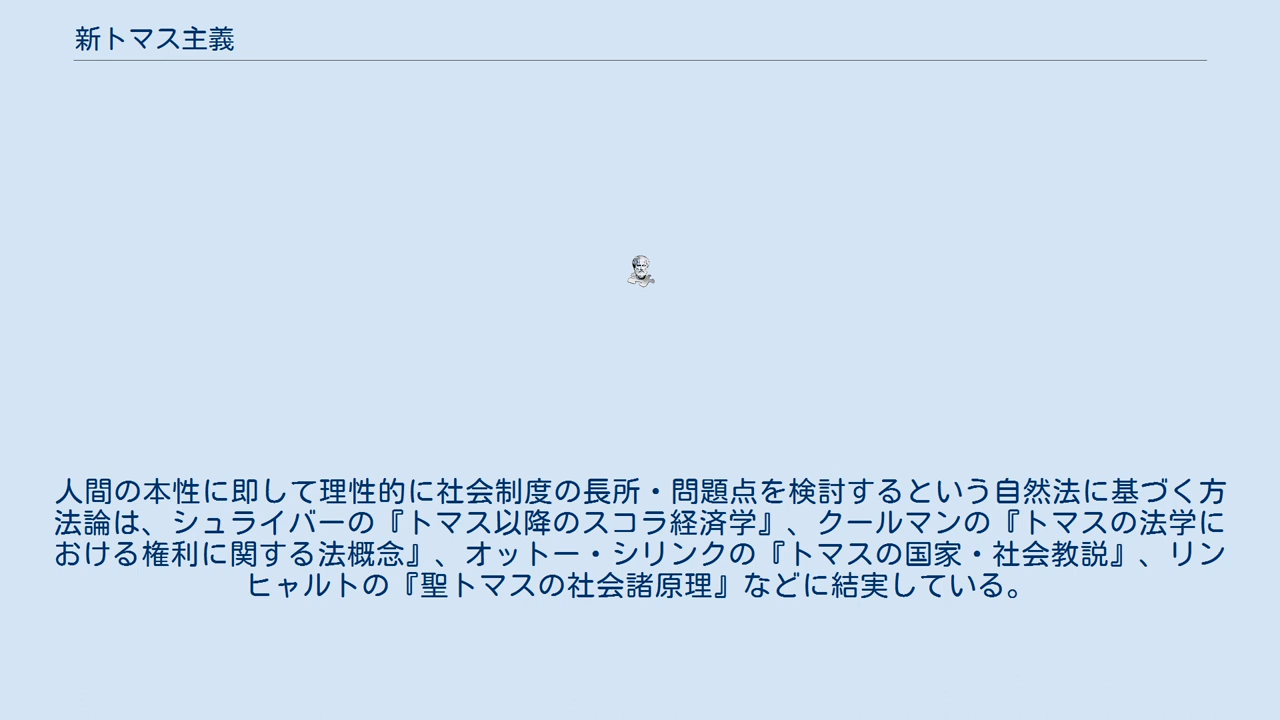 新トマス主義
人間の本性に即して理性的に社会制度の長所・問題点を検討するという自然法に基づく方
法論は、シュライバーの『トマス以降のスコラ経済学』、クールマンの『トマスの法学に
おける権利に関する法概念』、オットー・シリンクの『トマスの国家・社会教説』、リン
ヒャルトの『聖トマスの社会諸原理』などに結実している。